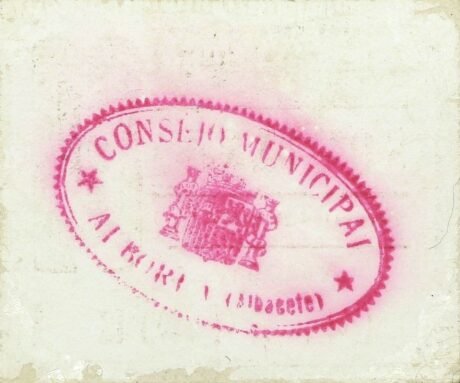 CONSEJO MUNICIPAL
ALBOREA (Albacete)